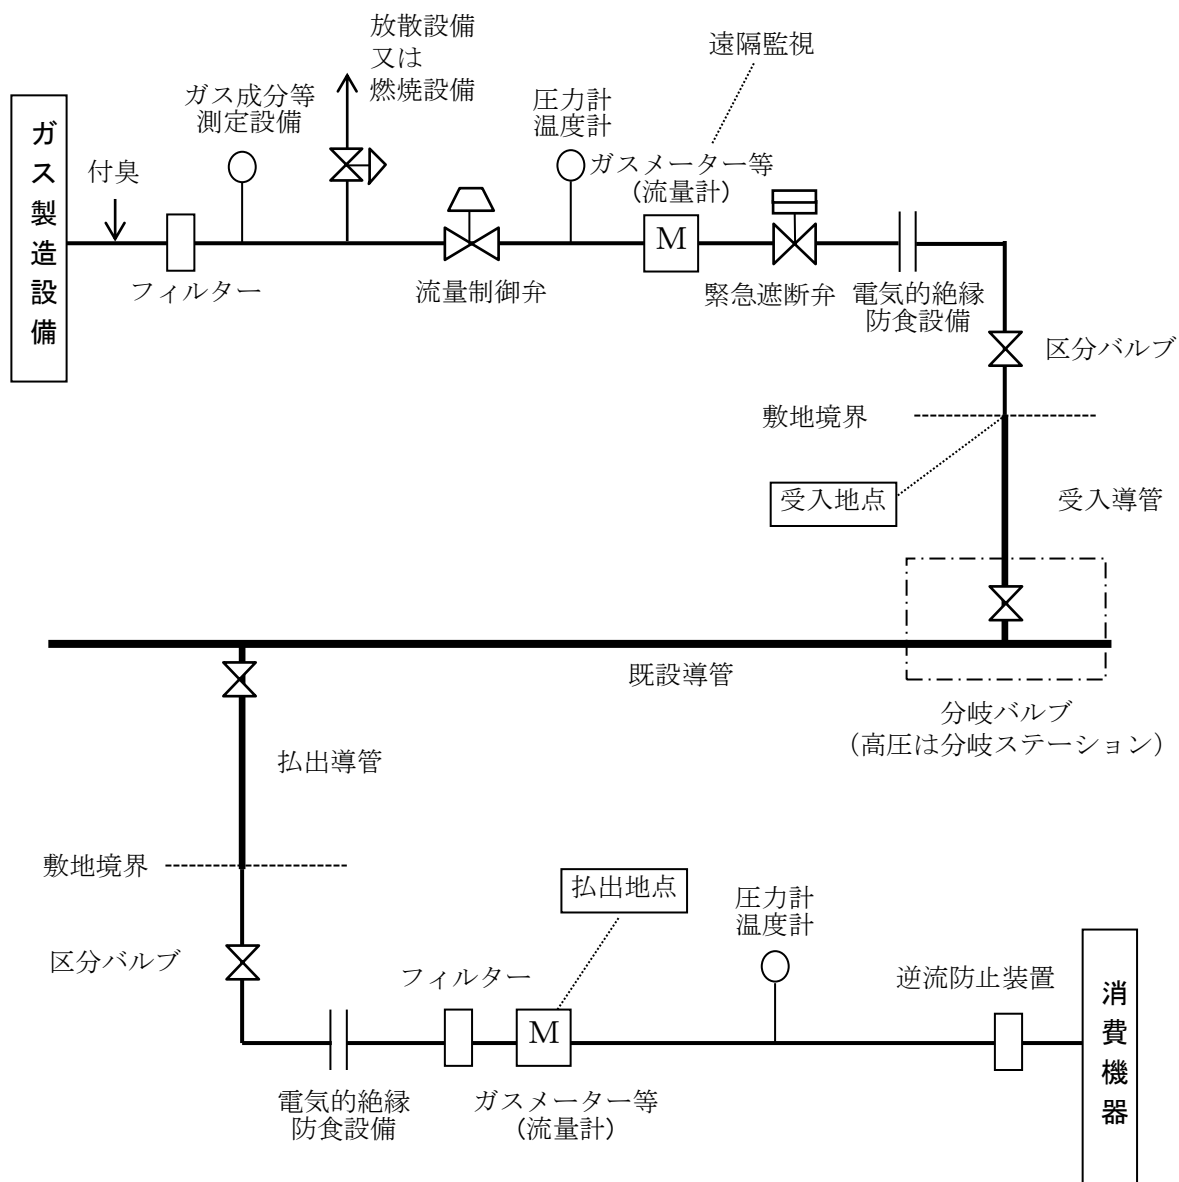 放散設備
又は
燃焼設備
遠隔監視
ガス成分等
測定設備
圧力計
温度計
ガス製造設備
付臭
ガスメーター等
（流量計）
M
フィルター
流量制御弁
緊急遮断弁
電気的絶縁
防食設備
区分バルブ
敷地境界
受入地点
受入導管
既設導管
分岐バルブ
（高圧は分岐ステーション）
払出導管
敷地境界
払出地点
圧力計
温度計
区分バルブ
フィルター
逆流防止装置
消費機器
M
電気的絶縁
防食設備
ガスメーター等
（流量計）